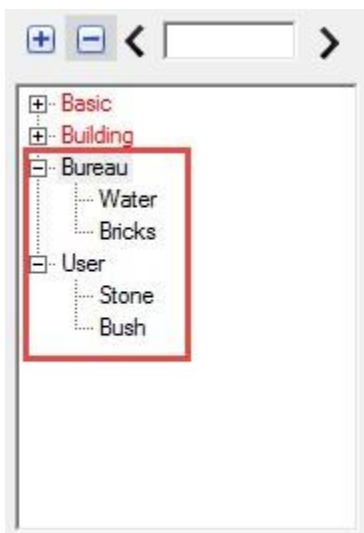 Basic
Building
Bureau
Water
Bricks
User
Stone
Bush